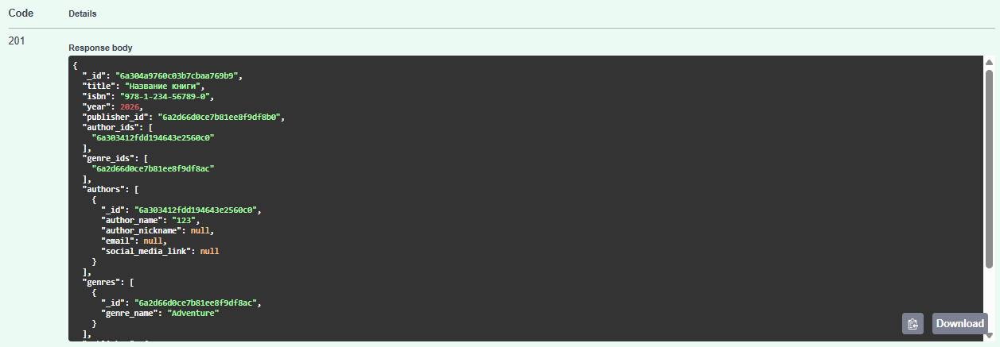 Code Details
201
Response body
{
  "_id": "6a304a9760c03b7cbaa769b9",
  "title": "Название книги",
  "isbn": "978-1-234-56789-0",
  "year": 2026,
  "publisher_id": "6a2d66d0ce7b81ee8f9df8b0",
  "author_ids": [
    "6a303412fdd194643e2560c0"
  ],
  "genre_ids": [
    "6a2d66d0ce7b81ee8f9df8ac"
  ],
  "authors": [
    {
      "_id": "6a303412fdd194643e2560c0",
      "author_name": "123",
      "author_nickname": null,
      "email": null,
      "social_media_link": null
    }
  ],
  "genres": [
    {
      "_id": "6a2d66d0ce7b81ee8f9df8ac",
      "genre_name": "Adventure"
    }
  ],
Download